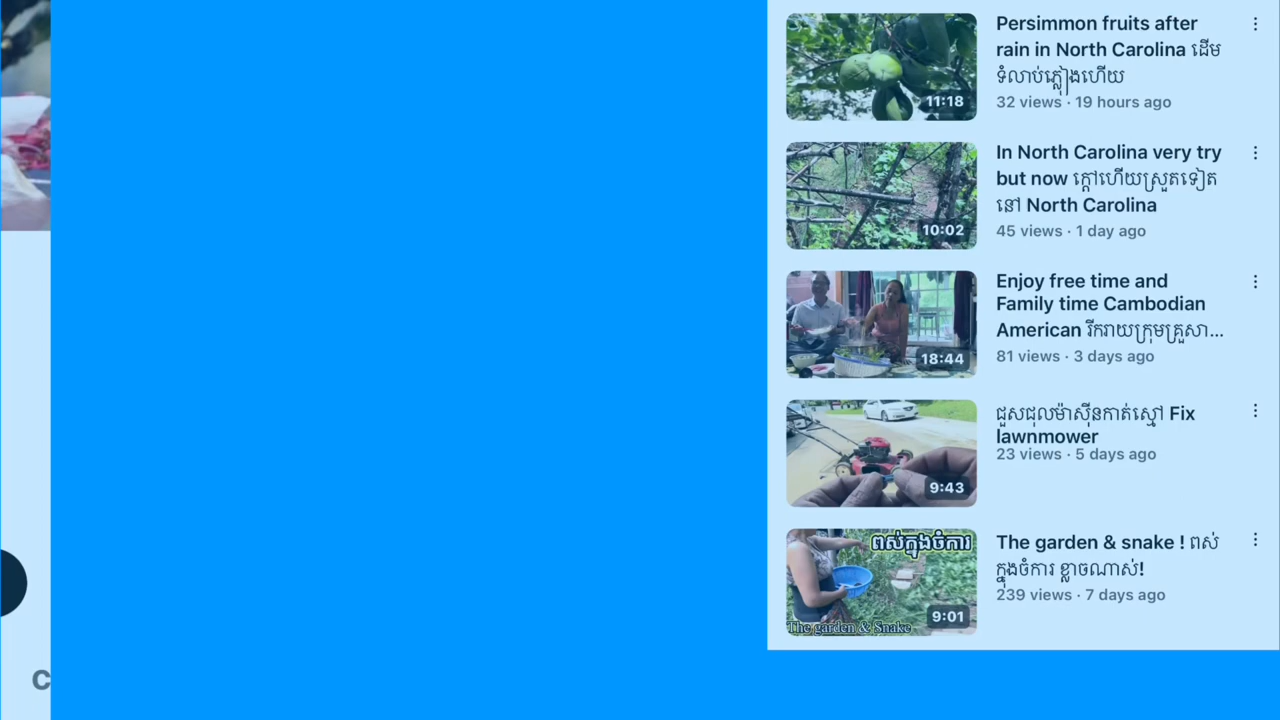 Persimmon fruits after
rain in North Carolina ដើម
ទំលាប់ភ្លៀងហើយ
32 views · 19 hours ago
11:18
In North Carolina very try
but now ក្តៅហើយស្រួតទៀត
នៅ North Carolina
45 views · 1 day ago
10:02
Enjoy free time and
Family time Cambodian
American រីករាយក្រុមគ្រួសា...
81 views · 3 days ago
18:44
ជួសជុលម៉ាស៊ីនកាត់ស្មៅ Fix
lawnmower
23 views · 5 days ago
9:43
The garden & snake ! ពស់
ក្នុងចំការ ខ្លាចណាស់!
239 views · 7 days ago
ពស់ក្នុងចំការ
9:01
The garden & Snake
C